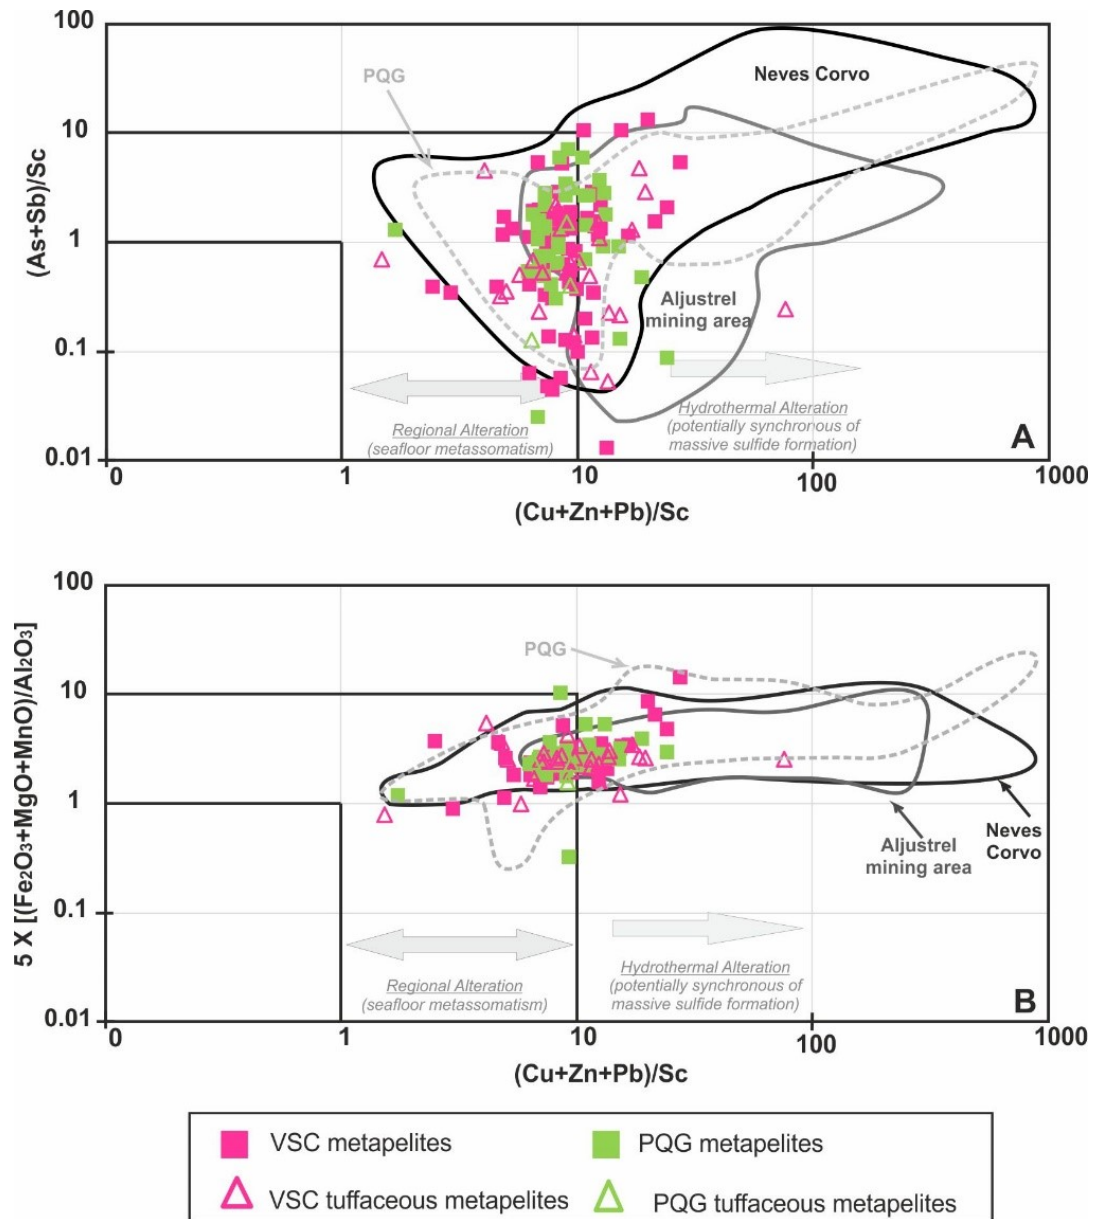 100
Neves Corvo
PQG
10
(As+Sb)/Sc
1
Aljustrel
mining area
0.1
Regional Alteration
(seafloor metassomatism)
Hydrothermal Alteration
(potentially synchronous of
massive sulfide formation)
A
0.01
0
1
10
100
1000
(Cu+Zn+Pb)/Sc
100
PQG
10
5 X [(Fe₂O₃+MgO+MnO)/Al₂O₃]
1
Aljustrel
mining area
Neves
Corvo
0.1
Regional Alteration
(seafloor metassomatism)
Hydrothermal Alteration
(potentially synchronous of
massive sulfide formation)
B
0.01
0
1
10
100
1000
(Cu+Zn+Pb)/Sc
VSC metapelites
PQG metapelites
VSC tuffaceous metapelites
PQG tuffaceous metapelites